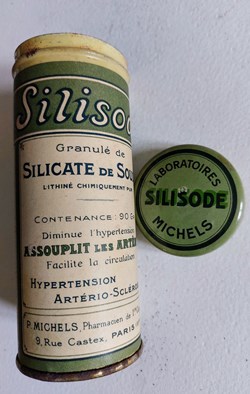 Silisod
Granulé de
SILICATE DE SOU
LITHINÉ CHIMIQUEMENT PUR
CONTENANCE: 90 G
Diminue l'hypertension
ASSOUPLIT LES ARTÈ
Facilite la circulation
HYPERTENSION
ARTÉRIO-SCLÉRO
P. MICHELS, Pharmacien de
9, Rue Castex, PARIS
LABORATOIRES
SILISODE
MICHELS